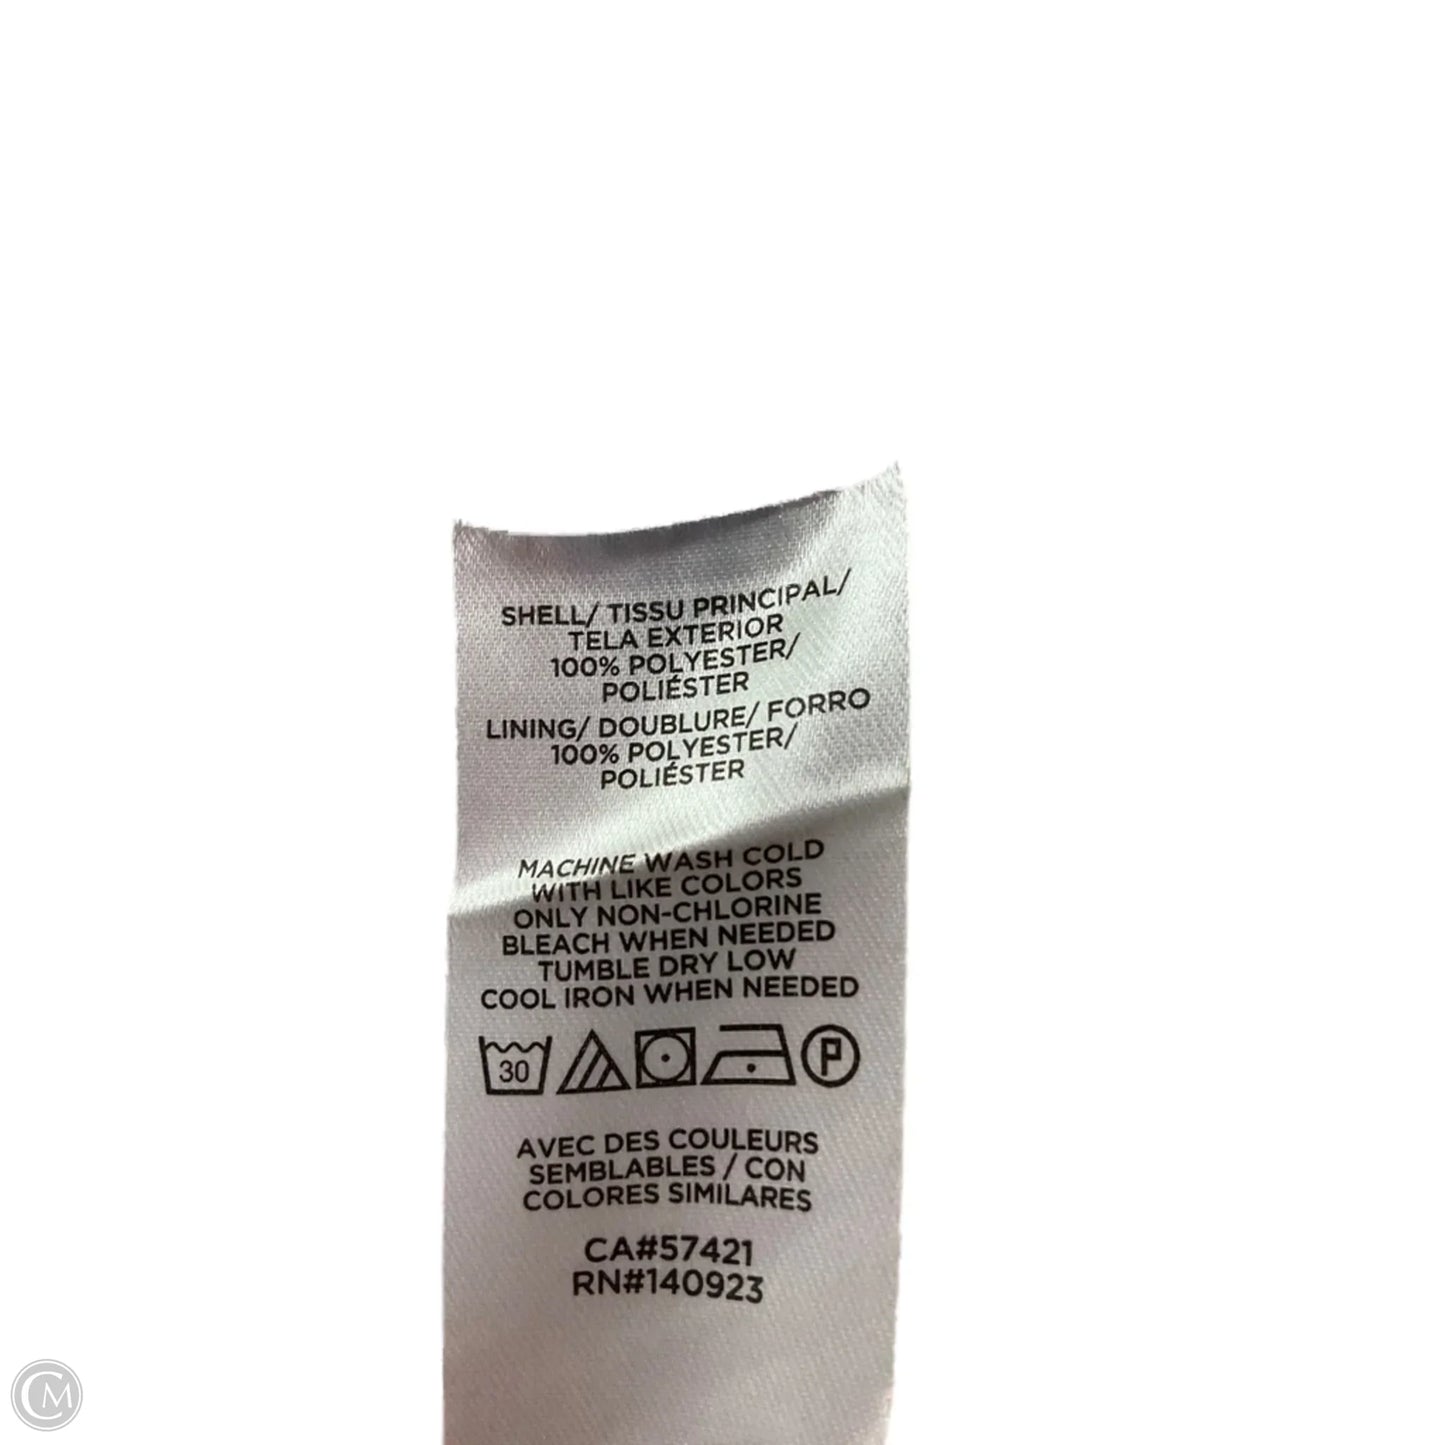 SHELL/ TISSU PRINCIPAL/
TELA EXTERIOR
100% POLYESTER/
POLIÉSTER
LINING/ DOUBLURE/ FORRO
100% POLYESTER/
POLIÉSTER
MACHINE WASH COLD
WITH LIKE COLORS
ONLY NON-CHLORINE
BLEACH WHEN NEEDED
TUMBLE DRY LOW
COOL IRON WHEN NEEDED
30 P
AVEC DES COULEURS
SEMBLABLES / CON
COLORES SIMILARES
CA#57421
RN#140923
CM